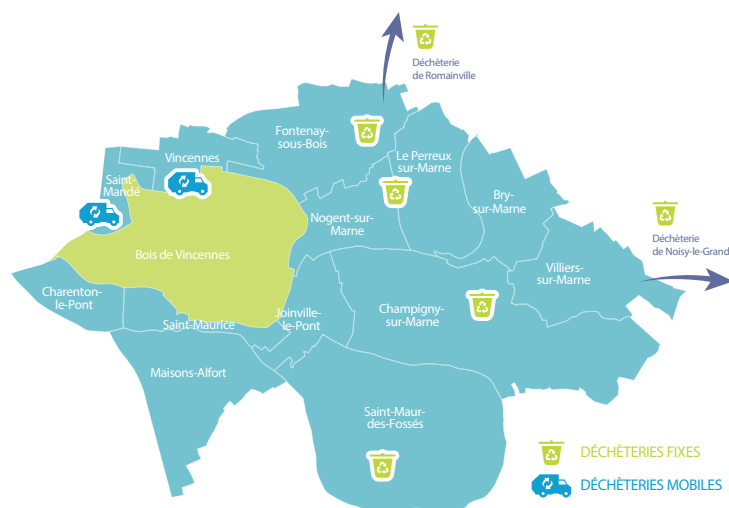 Déchèterie
de Romainville
Fontenay-
sous-Bois
Vincennes
Le Perreux
sur-Marne
Saint-
Mandé
Bry-
sur-Marne
Nogent-sur-
Marne
Déchèterie
de Noisy-le-Grand
Bois de Vincennes
Villiers-
sur-Marne
Charenton-
le-Pont
Saint-Maurice
Joinville-
le-Pont
Champigny-
sur-Marne
Maisons-Alfort
Saint-Maur-
des-Fossés
DÉCHÈTERIES FIXES
DÉCHÈTERIES MOBILES